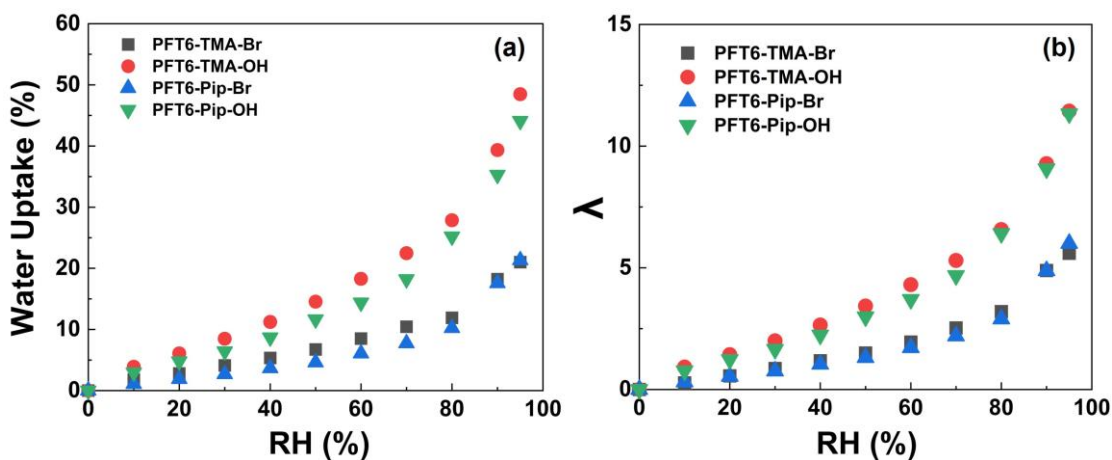 (a)
PFT6-TMA-Br
PFT6-TMA-OH
PFT6-Pip-Br
PFT6-Pip-OH
Water Uptake (%)
60
50
40
30
20
10
0
0 20 40 60 80 100
RH (%)
(b)
PFT6-TMA-Br
PFT6-TMA-OH
PFT6-Pip-Br
PFT6-Pip-OH
λ
15
10
5
0
0 20 40 60 80 100
RH (%)